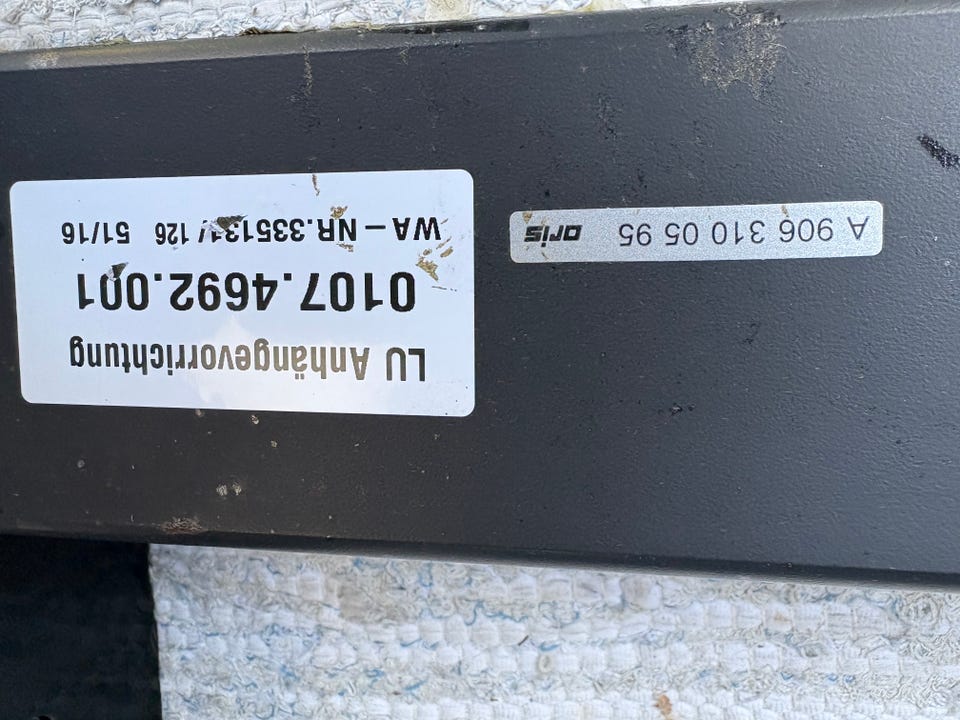 LU Anhängevorrichtung
0107.4692.001
WA – NR.335131/ 126 51/16
A 906 310 05 95 oris